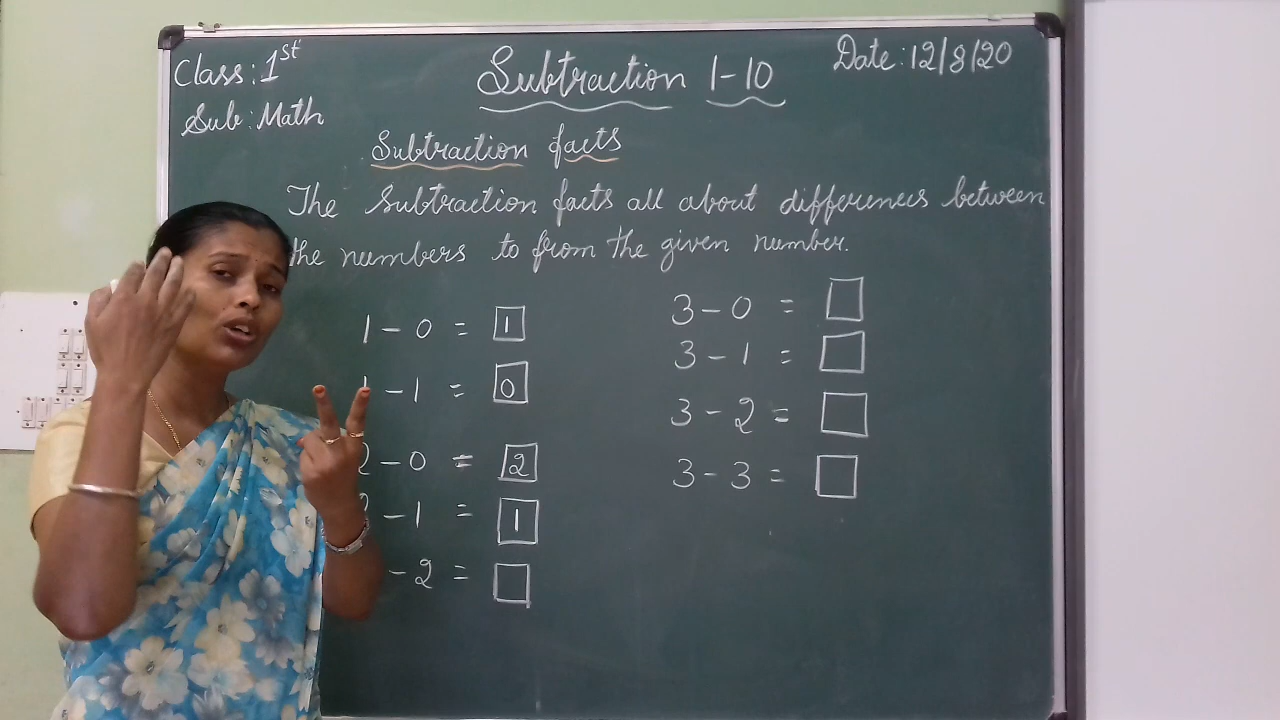 Class: 1st
Subtraction 1-10
Date: 12/8/20
Sub: Math
Subtraction facts
The Subtraction facts all about differences between
the numbers to from the given number.
1 - 0 = 1
1 - 1 = 0
2 - 0 = 2
2 - 1 = 1
- 2 =
3 - 0 =
3 - 1 =
3 - 2 =
3 - 3 =